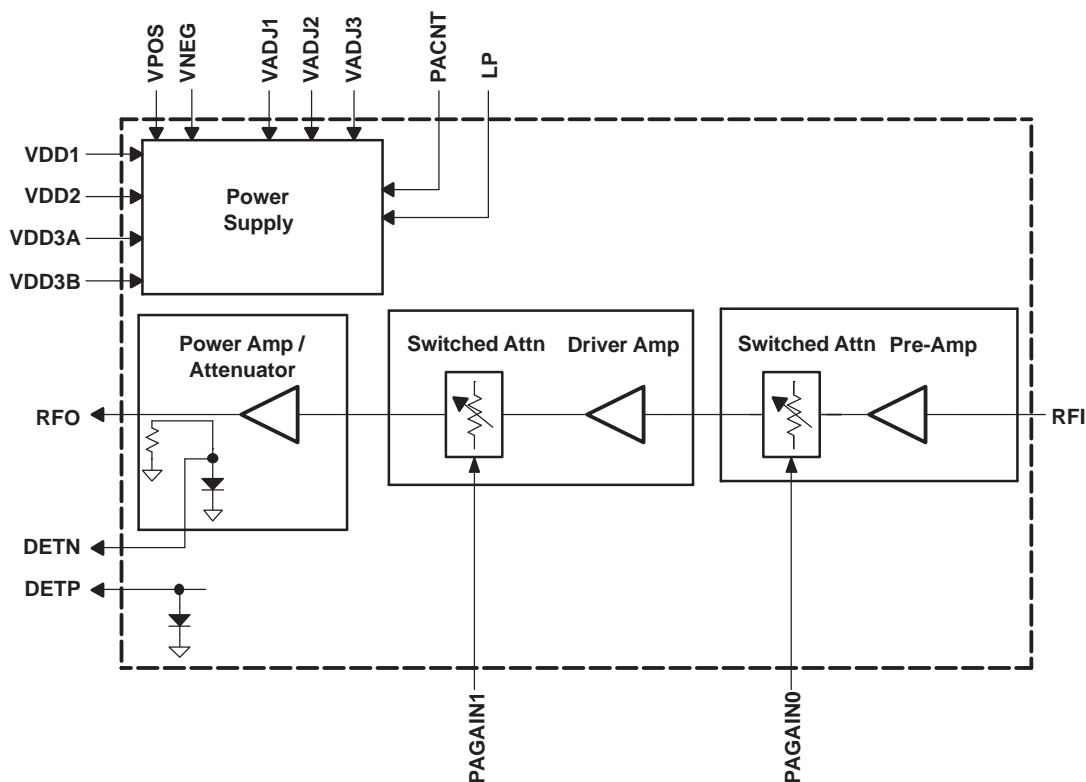 VPOS
VNEG
VADJ1
VADJ2
VADJ3
PACNT
LP
VDD1
VDD2
VDD3A
VDD3B
Power
Supply
Power Amp /
Attenuator
Switched Attn
Driver Amp
Switched Attn
Pre-Amp
RFO
RFI
DETN
DETP
PAGAIN1
PAGAIN0